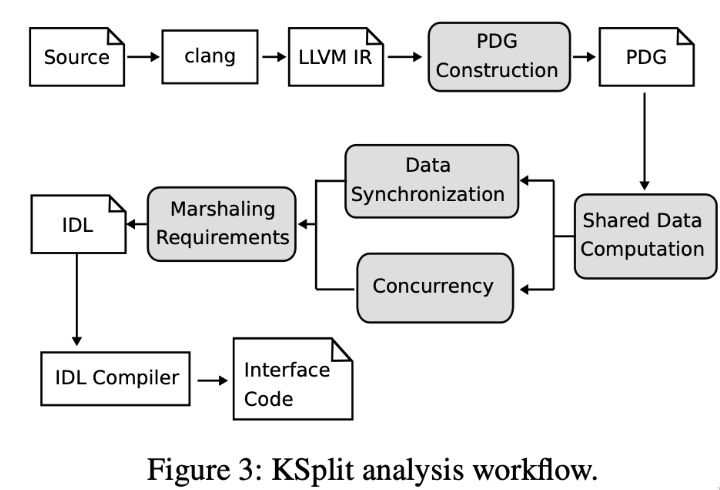 Source
clang
LLVM IR
PDG
Construction
PDG
Data
Synchronization
Marshaling
Requirements
IDL
Shared Data
Computation
Concurrency
IDL Compiler
Interface
Code
Figure 3: KSplit analysis workflow.